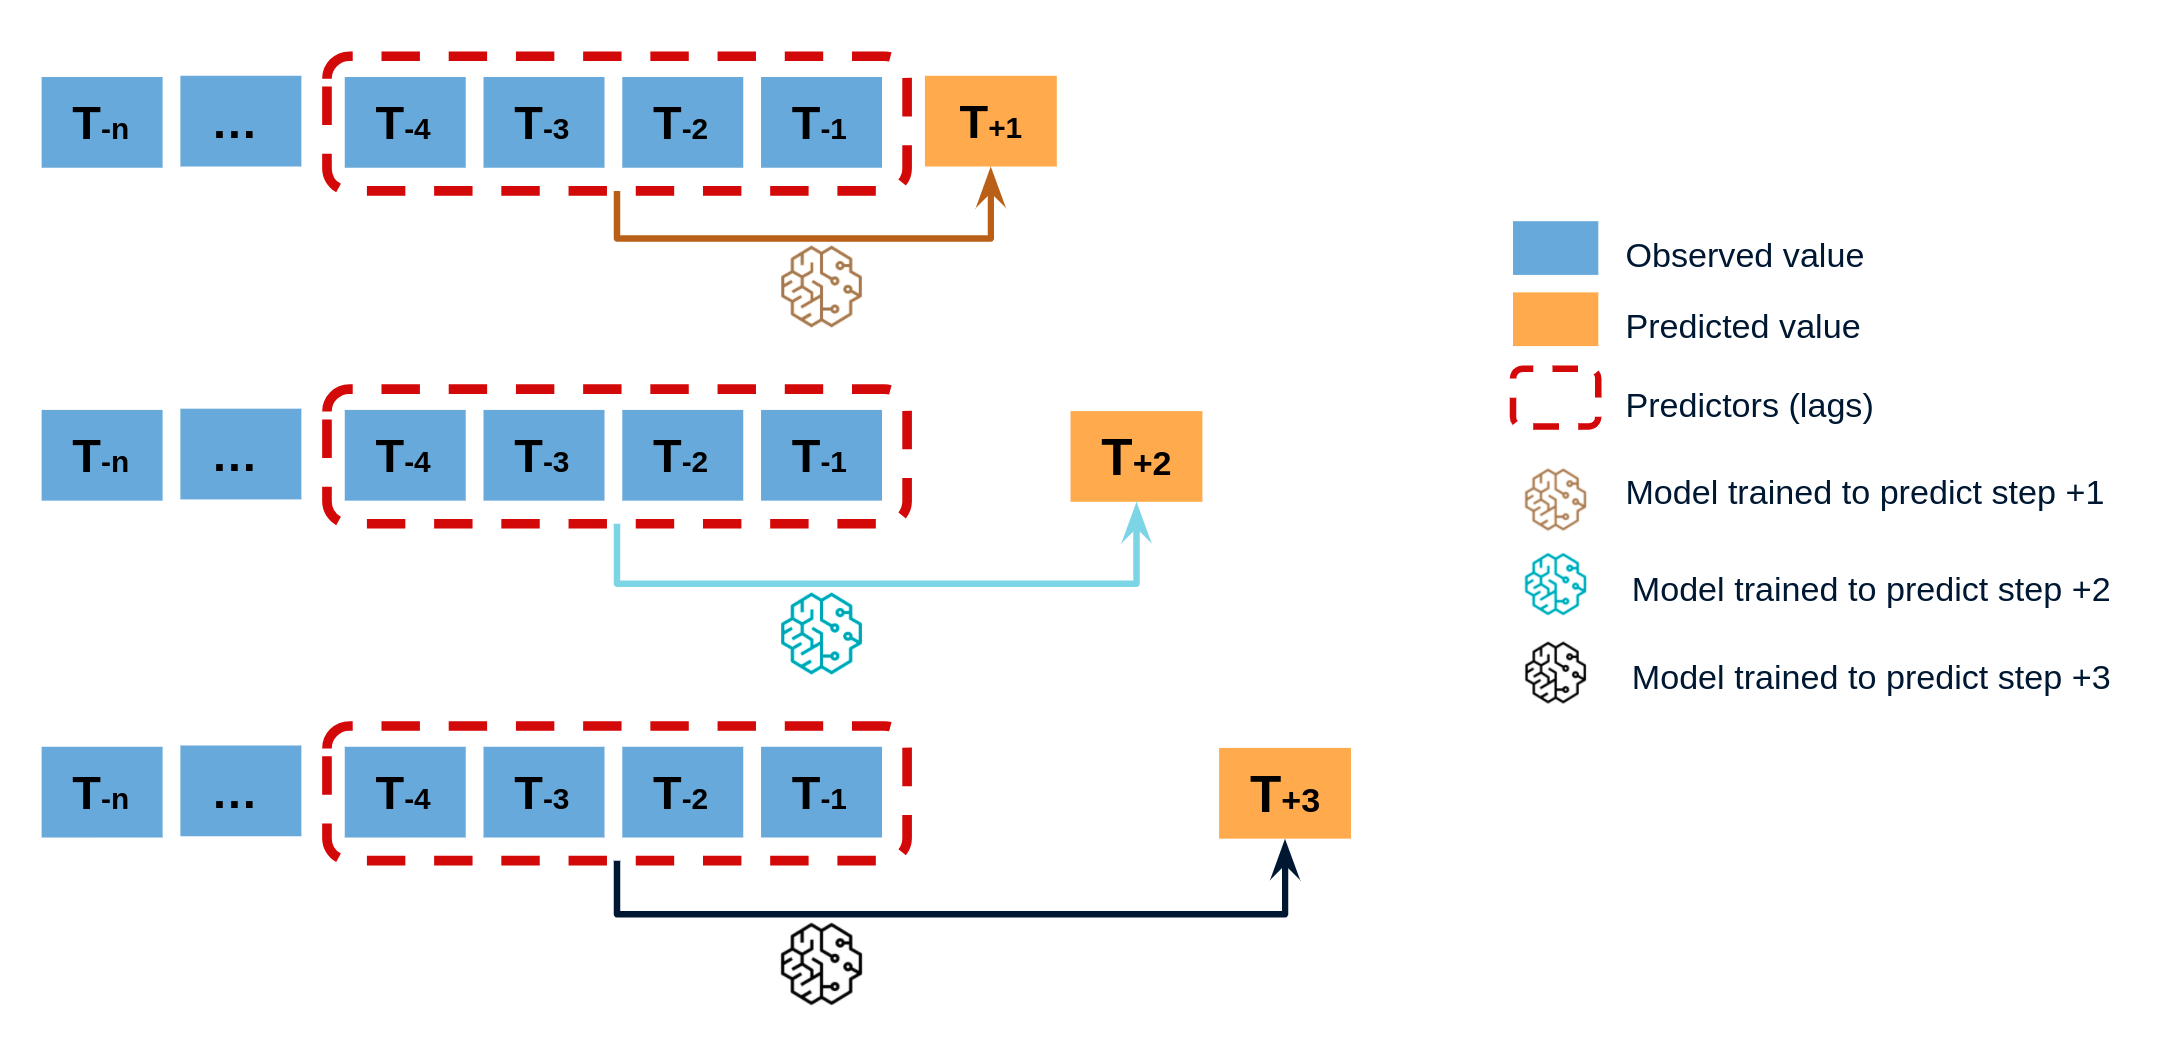 T-n ... T-4 T-3 T-2 T-1 T+1
T-n ... T-4 T-3 T-2 T-1 T+2
T-n ... T-4 T-3 T-2 T-1 T+3
Observed value
Predicted value
Predictors (lags)
Model trained to predict step +1
Model trained to predict step +2
Model trained to predict step +3